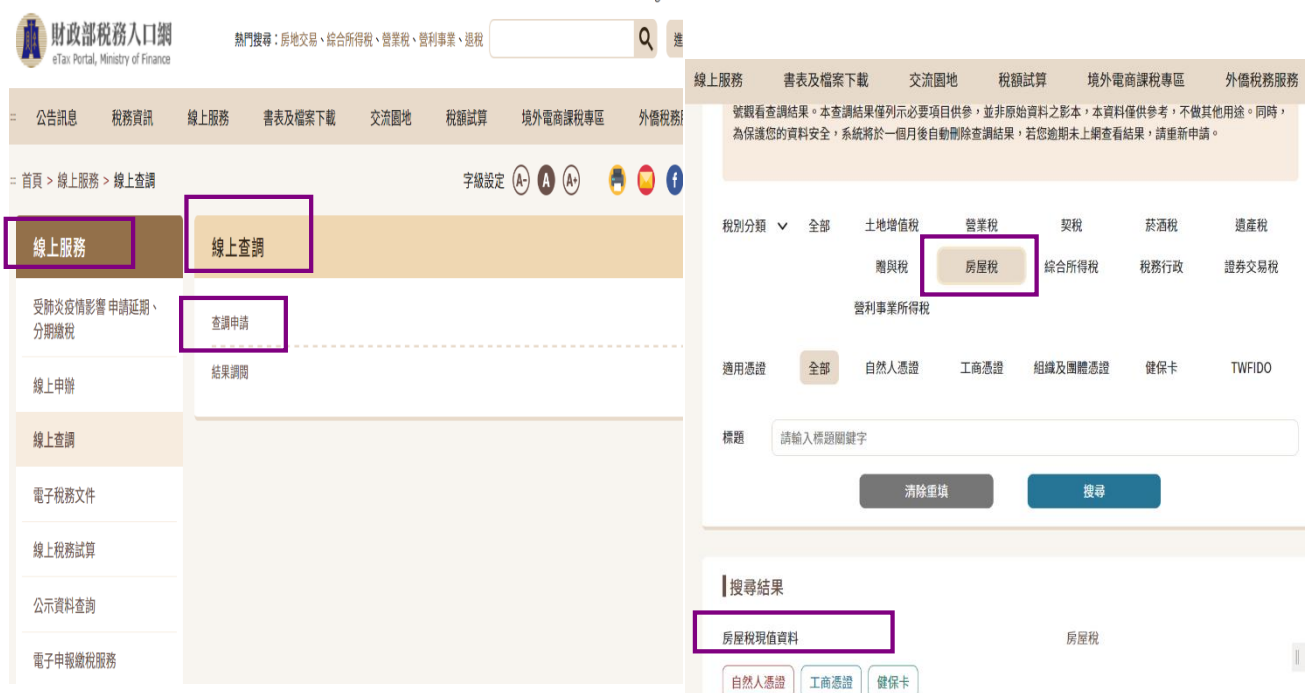 財政部稅務入口網
eTax Portal, Ministry of Finance
熱門搜尋：房地交易、綜合所得稅、營業稅、營利事業、退稅
進
公告訊息 稅務資訊 線上服務 書表及檔案下載 交流園地 稅額試算 境外電商課稅專區 外僑稅務
首頁 > 線上服務 > 線上查調
字級設定 A- A A+
線上服務
受肺炎疫情影響 申請延期、
分期繳稅
線上申辦
線上查調
電子稅務文件
線上稅務試算
公示資料查詢
電子申報繳稅服務
線上查調
查調申請
結果調閱
線上服務 書表及檔案下載 交流園地 稅額試算 境外電商課稅專區 外僑稅務服務
號觀看查調結果。本查調結果僅列示必要項目供參，並非原始資料之影本，本資料僅供參考，不做其他用途。同時，
為保護您的資料安全，系統將於一個月後自動刪除查調結果，若您逾期未上網查看結果，請重新申請。
稅別分類 全部 土地增值稅 營業稅 契稅 菸酒稅 遺產稅
贈與稅 房屋稅 綜合所得稅 稅務行政 證券交易稅
營利事業所得稅
適用憑證 全部 自然人憑證 工商憑證 組織及團體憑證 健保卡 TWFIDO
標題 請輸入標題關鍵字
清除重填 搜尋
搜尋結果
房屋稅現值資料 房屋稅
自然人憑證 工商憑證 健保卡